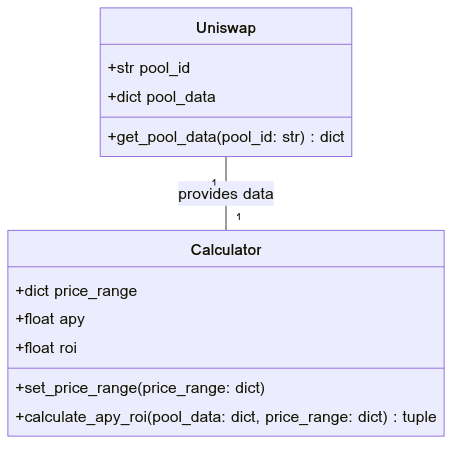 Uniswap
+str pool_id
+dict pool_data
+get_pool_data(pool_id: str) : dict
1
provides data
1
Calculator
+dict price_range
+float apy
+float roi
+set_price_range(price_range: dict)
+calculate_apy_roi(pool_data: dict, price_range: dict) : tuple